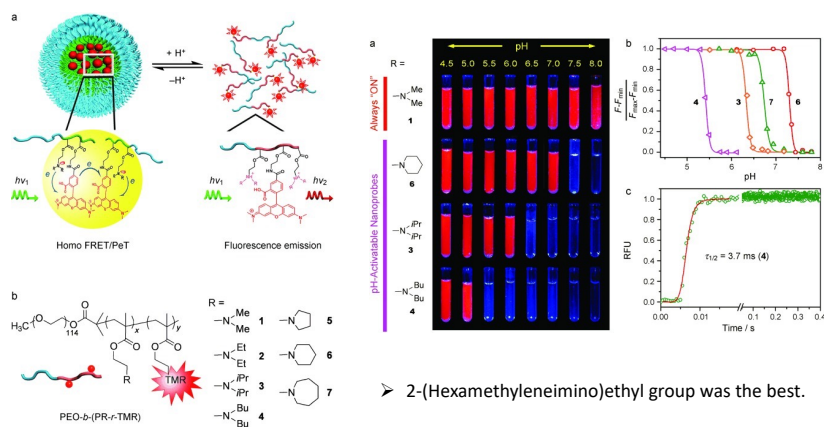 a
+ H⁺
–H⁺
hν₁
e
e
hν₁
hν₂
Homo FRET/PeT
Fluorescence emission
b
R =
H₃C
O
114
O
O
x
y
O
O
O
O
R
TMR
PEO-b-(PR-r-TMR)
–N Me Me 1
–N Et Et 2
–N iPr iPr 3
–N Bu Bu 4
–N 5
–N 6
–N 7
a
R =
pH
4.5 5.0 5.5 6.0 6.5 7.0 7.5 8.0
Always "ON"
–N Me Me
1
pH-Activatable Nanoprobes
–N
6
–N iPr iPr
3
–N Bu Bu
4
b
F-Fmin
Fmax-Fmin
1.0
0.8
0.6
0.4
0.2
0.0
4 3 7 6
5 6 7 8
pH
c
RFU
1.0
0.8
0.6
0.4
0.2
0.0
τ1/2 = 3.7 ms (4)
0.00 0.01 0.1 0.2 0.3 0.4
Time / s
➢ 2-(Hexamethyleneimino)ethyl group was the best.